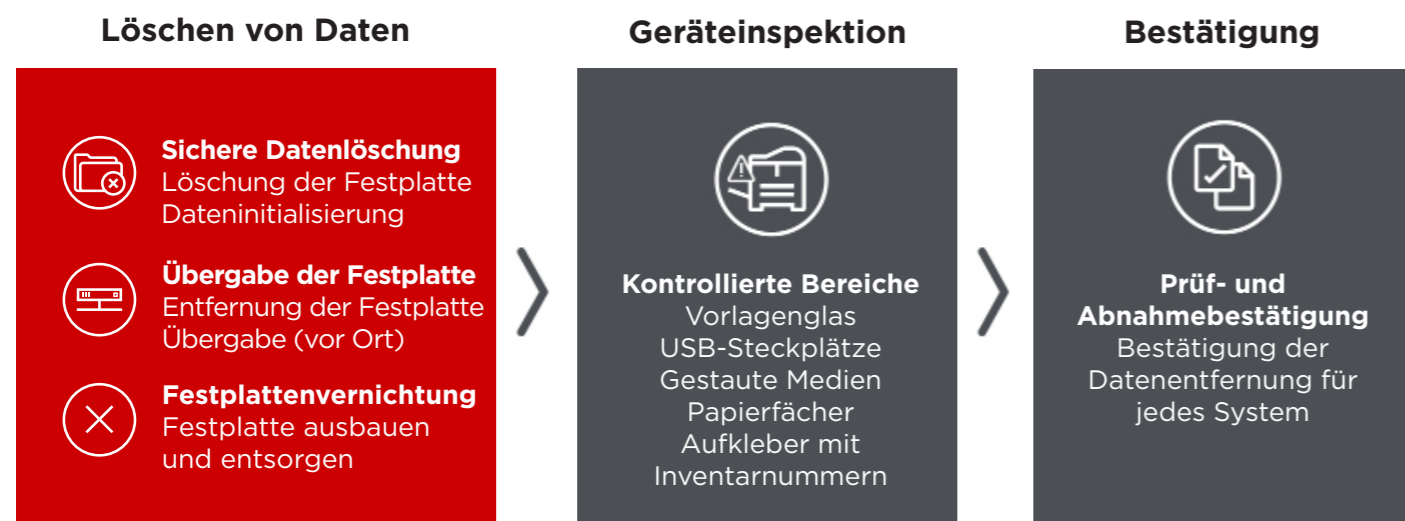 Löschen von Daten
Sichere Datenlöschung
Löschung der Festplatte
Dateninitialisierung
Übergabe der Festplatte
Entfernung der Festplatte
Übergabe (vor Ort)
Festplattenvernichtung
Festplatte ausbauen
und entsorgen
Geräteinspektion
Kontrollierte Bereiche
Vorlagenglas
USB-Steckplätze
Gestaute Medien
Papierfächer
Aufkleber mit
Inventarnummern
Bestätigung
Prüf- und
Abnahmebestätigung
Bestätigung der
Datenentfernung für
jedes System